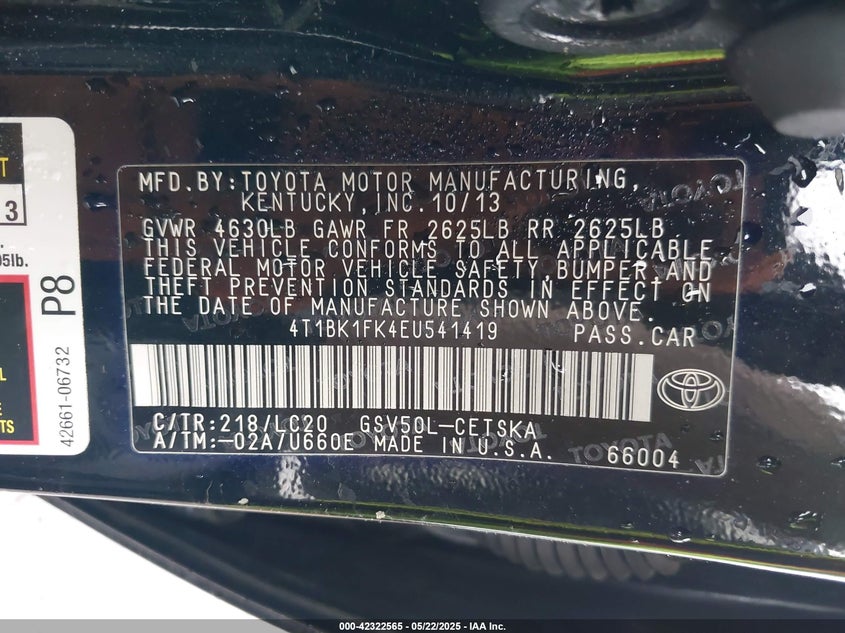 T
3
.
05lb.
P8
42661-06732
L
E
TS
MFD.BY:TOYOTA MOTOR MANUFACTURING,
KENTUCKY,INC.10/13
GVWR 4630LB GAWR FR 2625LB RR 2625LB
THIS VEHICLE CONFORMS TO ALL APPLICABLE
FEDERAL MOTOR VEHICLE SAFETY,BUMPER,AND
THEFT PREVENTION STANDARDS IN EFFECT ON
THE DATE OF MANUFACTURE SHOWN ABOVE.
4T1BK1FK4EU541419 PASS.CAR
C/TR:218/LC20 GSV50L-CETSKA
A/TM:-02A/U660E MADE IN U.S.A. 66004
000-42322565 - 05/22/2025 - IAA Inc.